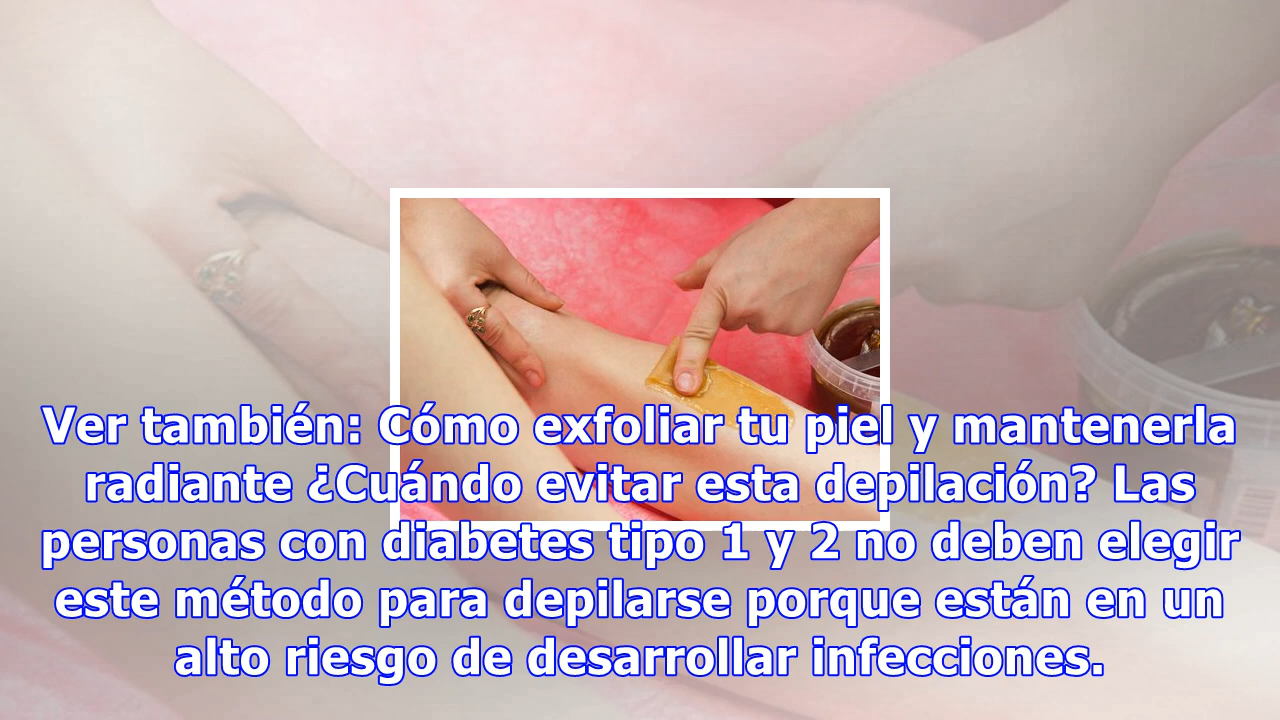 Ver también: Cómo exfoliar tu piel y mantenerla
radiante ¿Cuándo evitar esta depilación? Las
personas con diabetes tipo 1 y 2 no deben elegir
este método para depilarse porque están en un
alto riesgo de desarrollar infecciones.